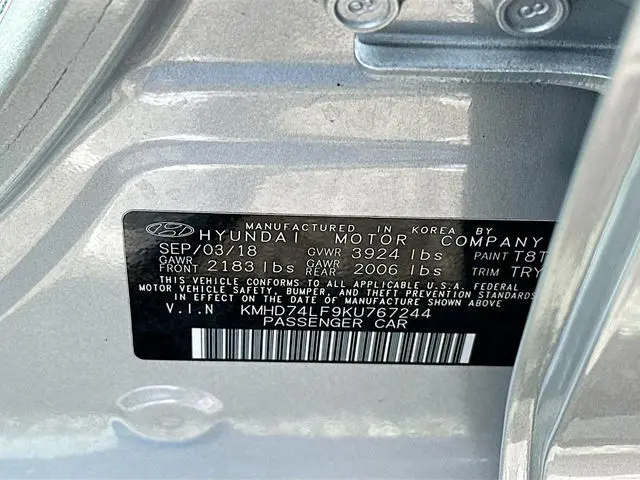 MANUFACTURED IN KOREA BY
HYUNDAI MOTOR COMPANY
SEP/03/18 GVWR 3924 lbs PAINT T8T
GAWR FRONT 2183 lbs GAWR REAR 2006 lbs TRIM TRY
THIS VEHICLE CONFORMS TO ALL APPLICABLE U.S.A. FEDERAL
MOTOR VEHICLE SAFETY, BUMPER, AND THEFT PREVENTION
STANDARDS IN EFFECT ON THE DATE OF MANUFACTURE SHOWN ABOVE
V.I.N KMHD74LF9KU767244
PASSENGER CAR
8